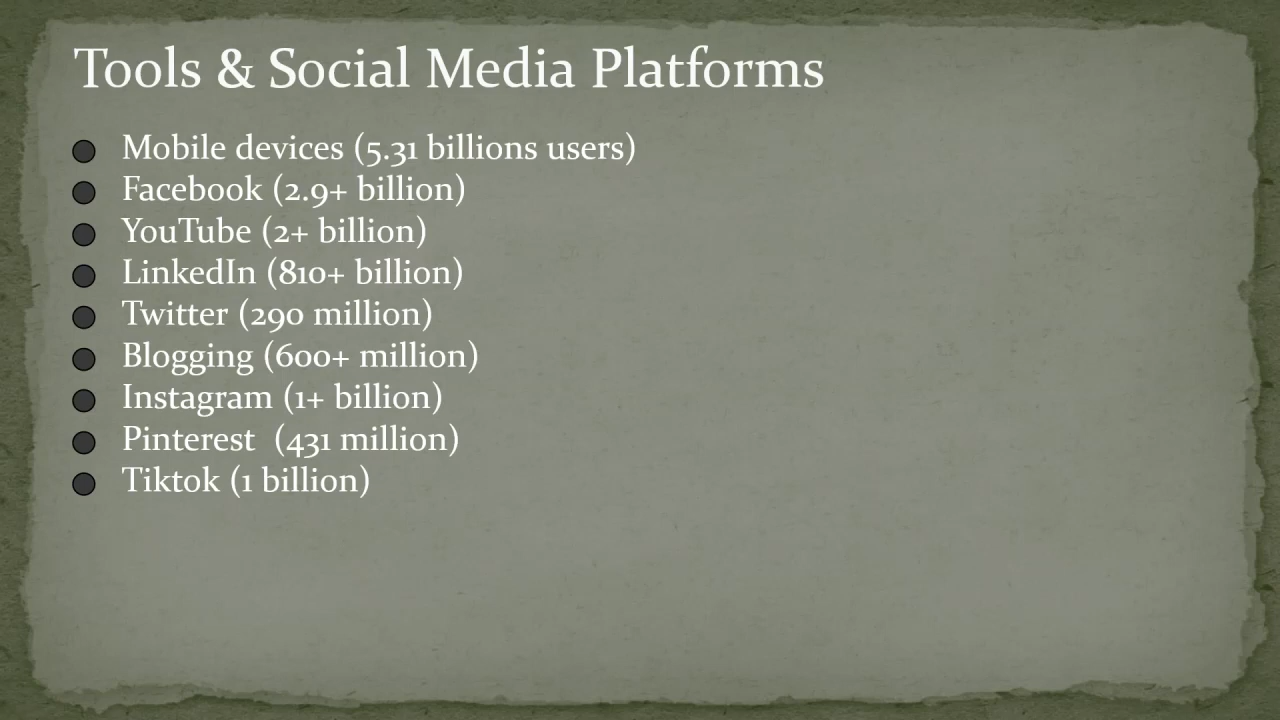 Tools & Social Media Platforms
Mobile devices (5.31 billions users)
Facebook (2.9+ billion)
YouTube (2+ billion)
LinkedIn (810+ billion)
Twitter (290 million)
Blogging (600+ million)
Instagram (1+ billion)
Pinterest  (431 million)
Tiktok (1 billion)